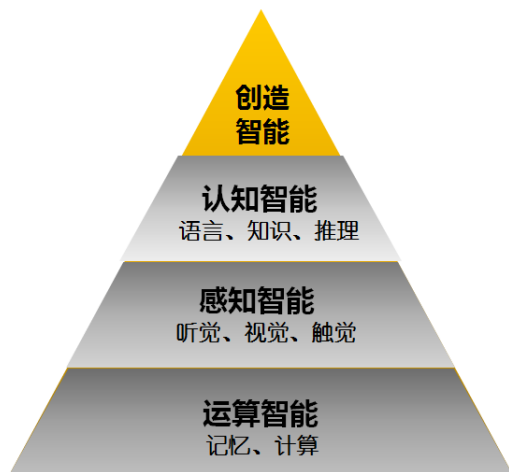 创造
智能
认知智能
语言、知识、推理
感知智能
听觉、视觉、触觉
运算智能
记忆、计算